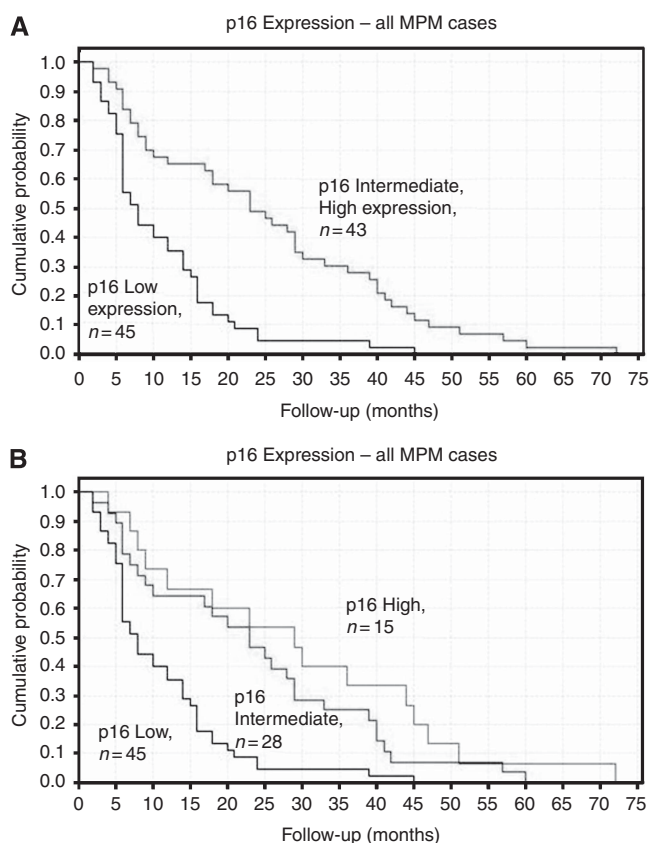 A
p16 Expression – all MPM cases
1.0
0.9
0.8
0.7
0.6
0.5
0.4
0.3
0.2
0.1
0.0
Cumulative probability
p16 Intermediate,
High expression,
n=43
p16 Low
expression,
n=45
0 5 10 15 20 25 30 35 40 45 50 55 60 65 70 75
Follow-up (months)
B
p16 Expression – all MPM cases
1.0
0.9
0.8
0.7
0.6
0.5
0.4
0.3
0.2
0.1
0.0
Cumulative probability
p16 High,
n=15
p16
Intermediate,
n=28
p16 Low,
n=45
0 5 10 15 20 25 30 35 40 45 50 55 60 65 70 75
Follow-up (months)